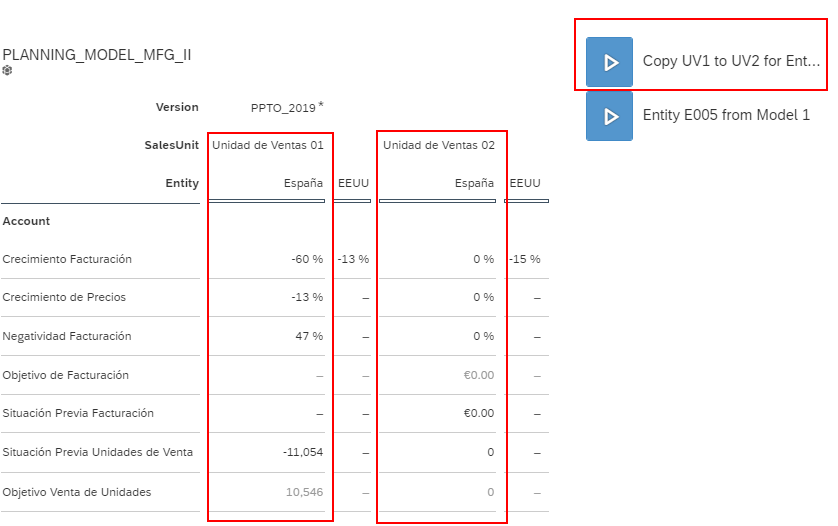 PLANNING_MODEL_MFG_II
Copy UV1 to UV2 for Ent...
Entity E005 from Model 1
Version PPTO_2019 *
SalesUnit Unidad de Ventas 01 Unidad de Ventas 02
Entity España EEUU España EEUU
Account
Crecimiento Facturación -60 % -13 % 0 % -15 %
Crecimiento de Precios -13 % – 0 % –
Negatividad Facturación 47 % – 0 % –
Objetivo de Facturación – – €0.00 –
Situación Previa Facturación – – €0.00 –
Situación Previa Unidades de Venta -11,054 – 0 –
Objetivo Venta de Unidades 10,546 – 0 –